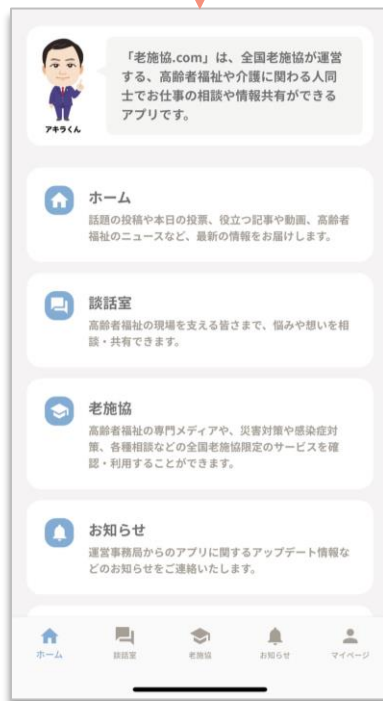 「老施協.com」は、全国老施協が運営
する、高齢者福祉や介護に関わる人同
士でお仕事の相談や情報共有ができる
アプリです。
アキラくん
ホーム
話題の投稿や本日の投票、役立つ記事や動画、高齢者
福祉のニュースなど、最新の情報をお届けします。
談話室
高齢者福祉の現場を支える皆さまで、悩みや想いを相
談・共有できます。
老施協
高齢者福祉の専門メディアや、災害対策や感染症対
策、各種相談などの全国老施協限定のサービスを確
認・利用することができます。
お知らせ
運営事務局からのアプリに関するアップデート情報な
どのお知らせをご連絡いたします。
ホーム
談話室
老施協
お知らせ
マイページ